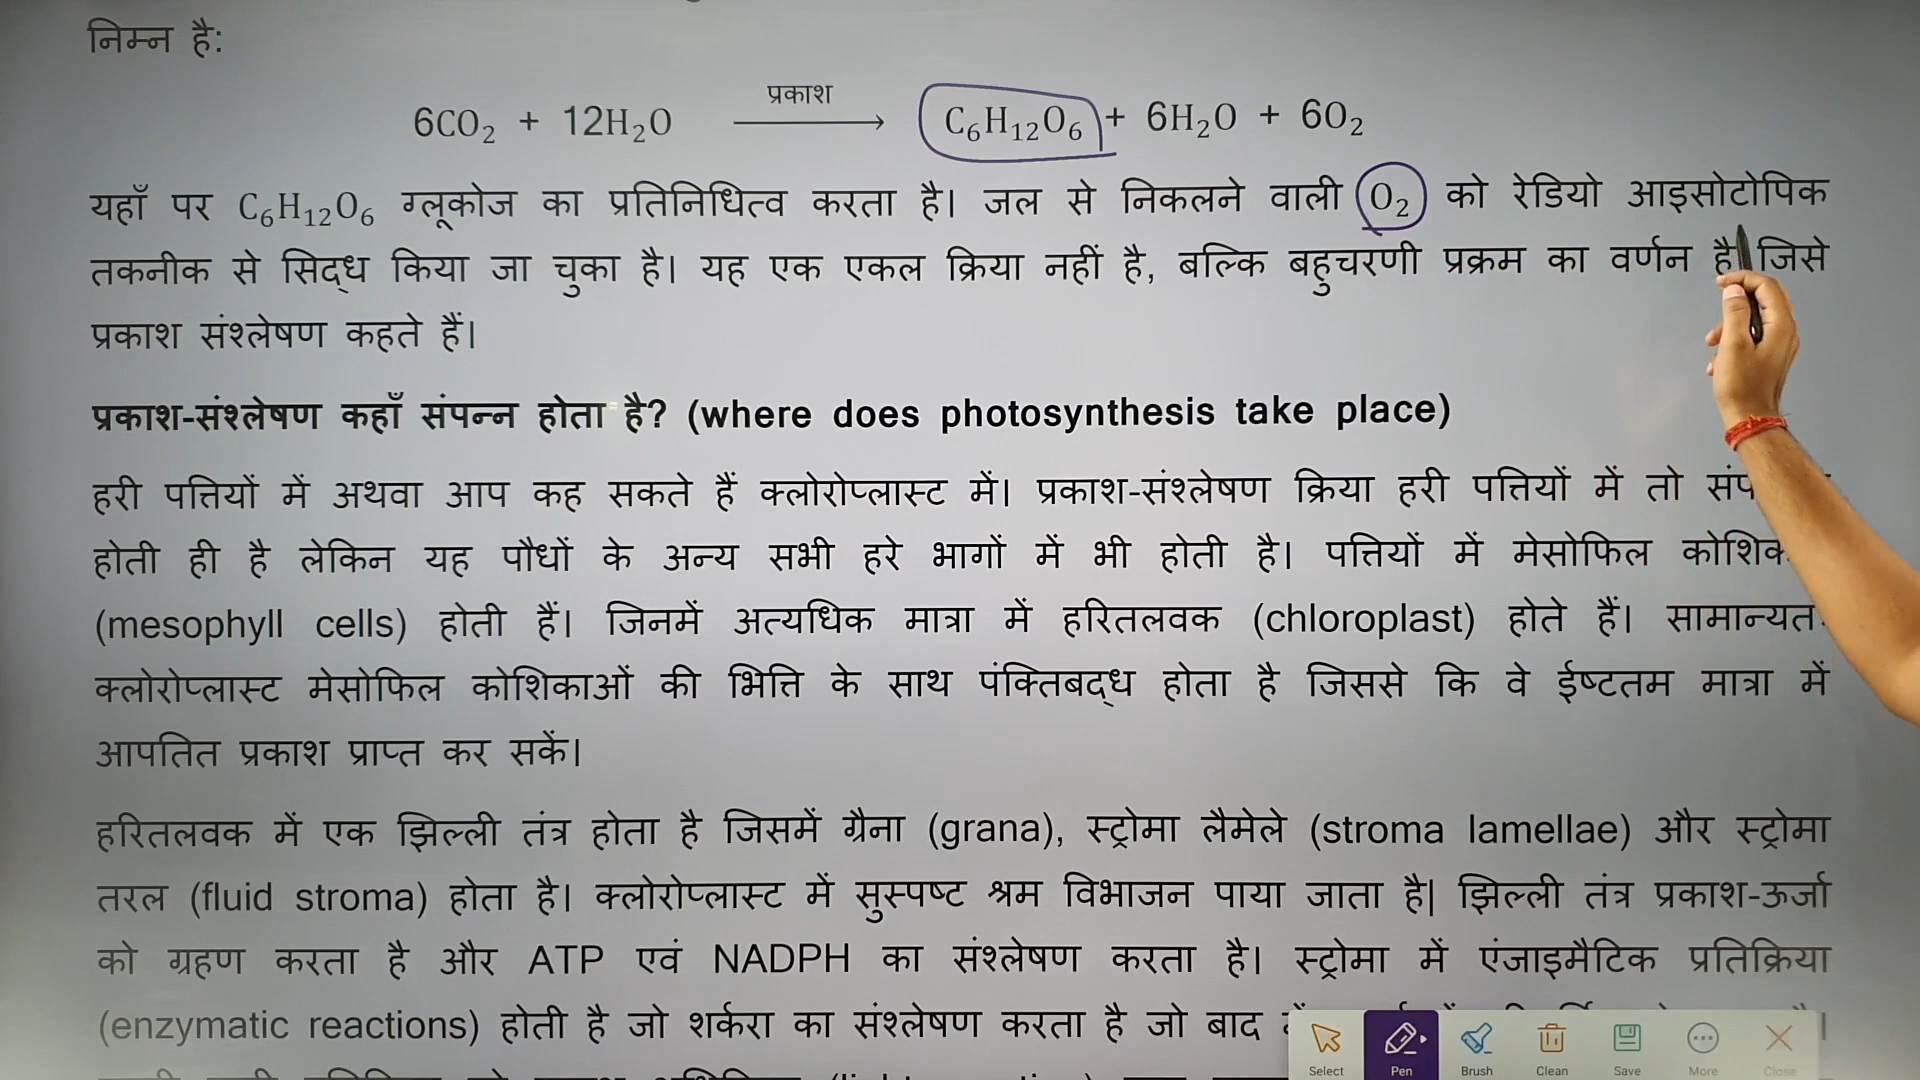 निम्न है:
प्रकाश
6CO₂ + 12H₂O ⟶ C₆H₁₂O₆ + 6H₂O + 6O₂
यहाँ पर C₆H₁₂O₆ ग्लूकोज का प्रतिनिधित्व करता है। जल से निकलने वाली O₂ को रेडियो आइसोटोपिक
तकनीक से सिद्ध किया जा चुका है। यह एक एकल क्रिया नहीं है, बल्कि बहुचरणी प्रक्रम का वर्णन है जिसे
प्रकाश संश्लेषण कहते हैं।
प्रकाश-संश्लेषण कहाँ संपन्न होता है? (where does photosynthesis take place)
हरी पत्तियों में अथवा आप कह सकते हैं क्लोरोप्लास्ट में। प्रकाश-संश्लेषण क्रिया हरी पत्तियों में तो
होती ही है लेकिन यह पौधों के अन्य सभी हरे भागों में भी होती है। पत्तियों में मेसोफिल
(mesophyll cells) होती हैं। जिनमें अत्यधिक मात्रा में हरितलवक (chloroplast) होते हैं। सामान्यत
क्लोरोप्लास्ट मेसोफिल कोशिकाओं की भित्ति के साथ पंक्तिबद्ध होता है जिससे कि वे ईष्टतम मात्रा में
आपतित प्रकाश प्राप्त कर सकें।
हरितलवक में एक झिल्ली तंत्र होता है जिसमें ग्रैना (grana), स्ट्रोमा लैमेले (stroma lamellae) और स्ट्रोमा
तरल (fluid stroma) होता है। क्लोरोप्लास्ट में सुस्पष्ट श्रम विभाजन पाया जाता है| झिल्ली तंत्र प्रकाश-ऊर्जा
को ग्रहण करता है और ATP एवं NADPH का संश्लेषण करता है। स्ट्रोमा में एंजाइमैटिक प्रतिक्रिया
(enzymatic reactions) होती है जो शर्करा का संश्लेषण करता है जो बाद
Select Pen Brush Clean Save More Close